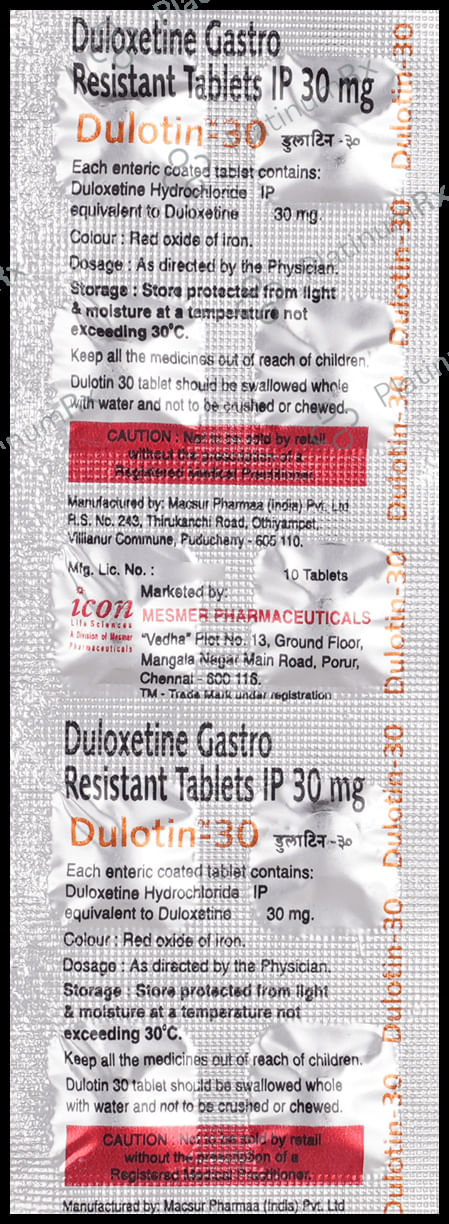 Duloxetine Gastro
Resistant Tablets IP 30 mg
Dulotin™-30 डुलाटिन -३०
Each enteric coated tablet contains:
Duloxetine Hydrochloride IP
equivalent to Duloxetine 30 mg.
Colour : Red oxide of iron.
Dosage : As directed by the Physician.
Storage : Store protected from light
& moisture at a temperature not
exceeding 30°C.
Keep all the medicines out of reach of children.
Dulotin 30 tablet should be swallowed whole
with water and not to be crushed or chewed.
CAUTION : Not to be sold by retail
without the prescription of a
Registered Medical Practitioner.
Manufactured by: Macsur Pharmaa (India) Pvt. Ltd
R.S. No. 243, Thirukanchi Road, Othiyampet,
Villianur Commune, Puducherry - 605 110.
Mfg. Lic. No. :
10 Tablets
icon
Life Sciences
A Division of Mesmer
Pharmaceuticals
Marketed by:
MESMER PHARMACEUTICALS
"Vedha" Plot No. 13, Ground Floor,
Mangala Nagar Main Road, Porur,
Chennai - 600 116.
TM - Trade Mark under registration
Duloxetine Gastro
Resistant Tablets IP 30 mg
Dulotin™-30 डुलाटिन -३०
Each enteric coated tablet contains:
Duloxetine Hydrochloride IP
equivalent to Duloxetine 30 mg.
Colour : Red oxide of iron.
Dosage : As directed by the Physician.
Storage : Store protected from light
& moisture at a temperature not
exceeding 30°C.
Keep all the medicines out of reach of children.
Dulotin 30 tablet should be swallowed whole
with water and not to be crushed or chewed.
CAUTION : Not to be sold by retail
without the prescription of a
Registered Medical Practitioner.
Manufactured by: Macsur Pharmaa (India) Pvt. Ltd
Dulotin-30
Dulotin-30
Dulotin-30
Dulotin-30
Dulotin-30
Dulotin-30
Dulotin-30
PlatinumRx
PlatinumRx
PlatinumRx